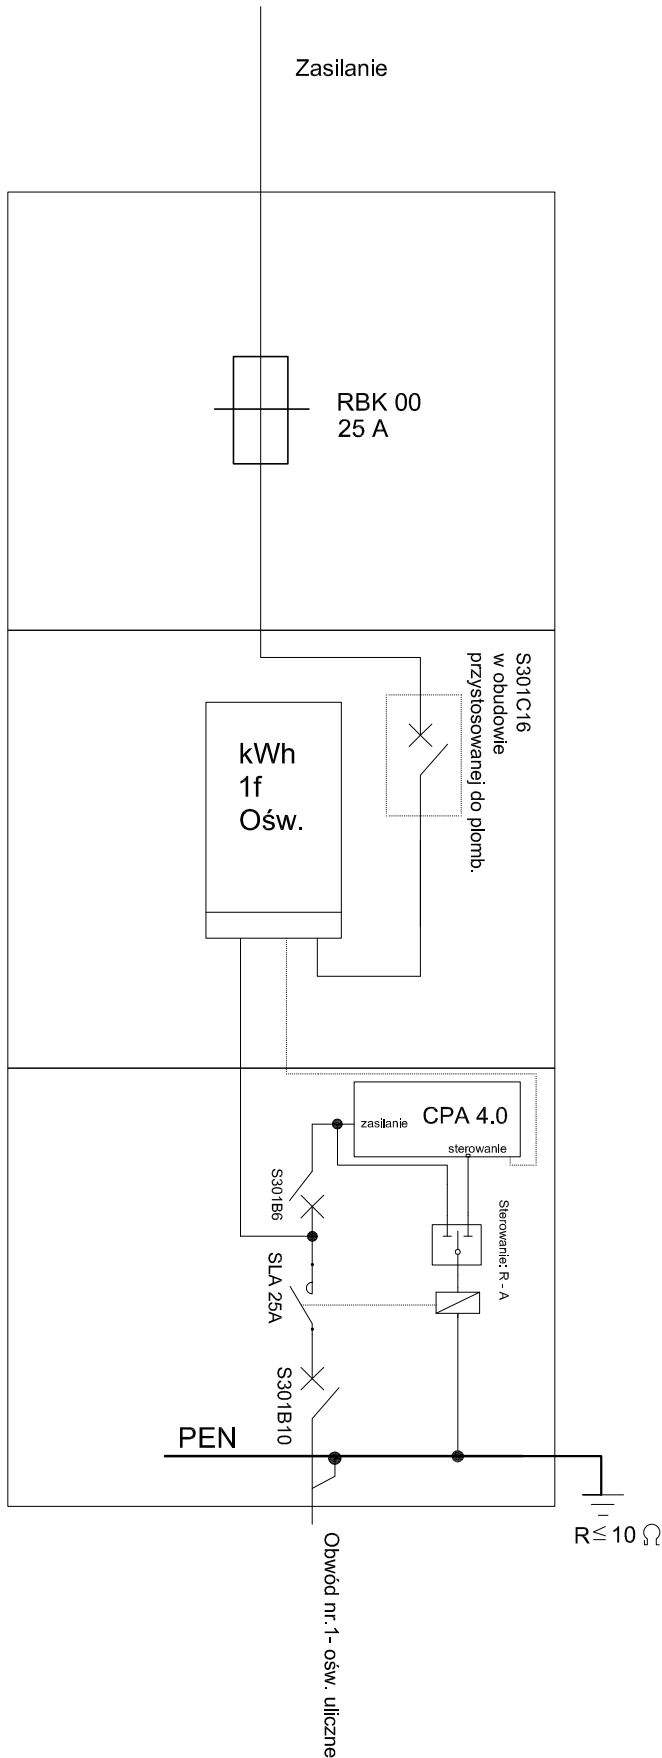 Zasilanie
RBK 00
25 A
S301C16
w obudowie
przystosowanej do plomb.
kWh
1f
Ośw.
CPA 4.0
zasilanie
sterowanie
S301B6
Sterowanie: R - A
SLA 25A
S301B10
PEN
R≤ 10 Ω
Obwód nr.1- ośw. uliczne